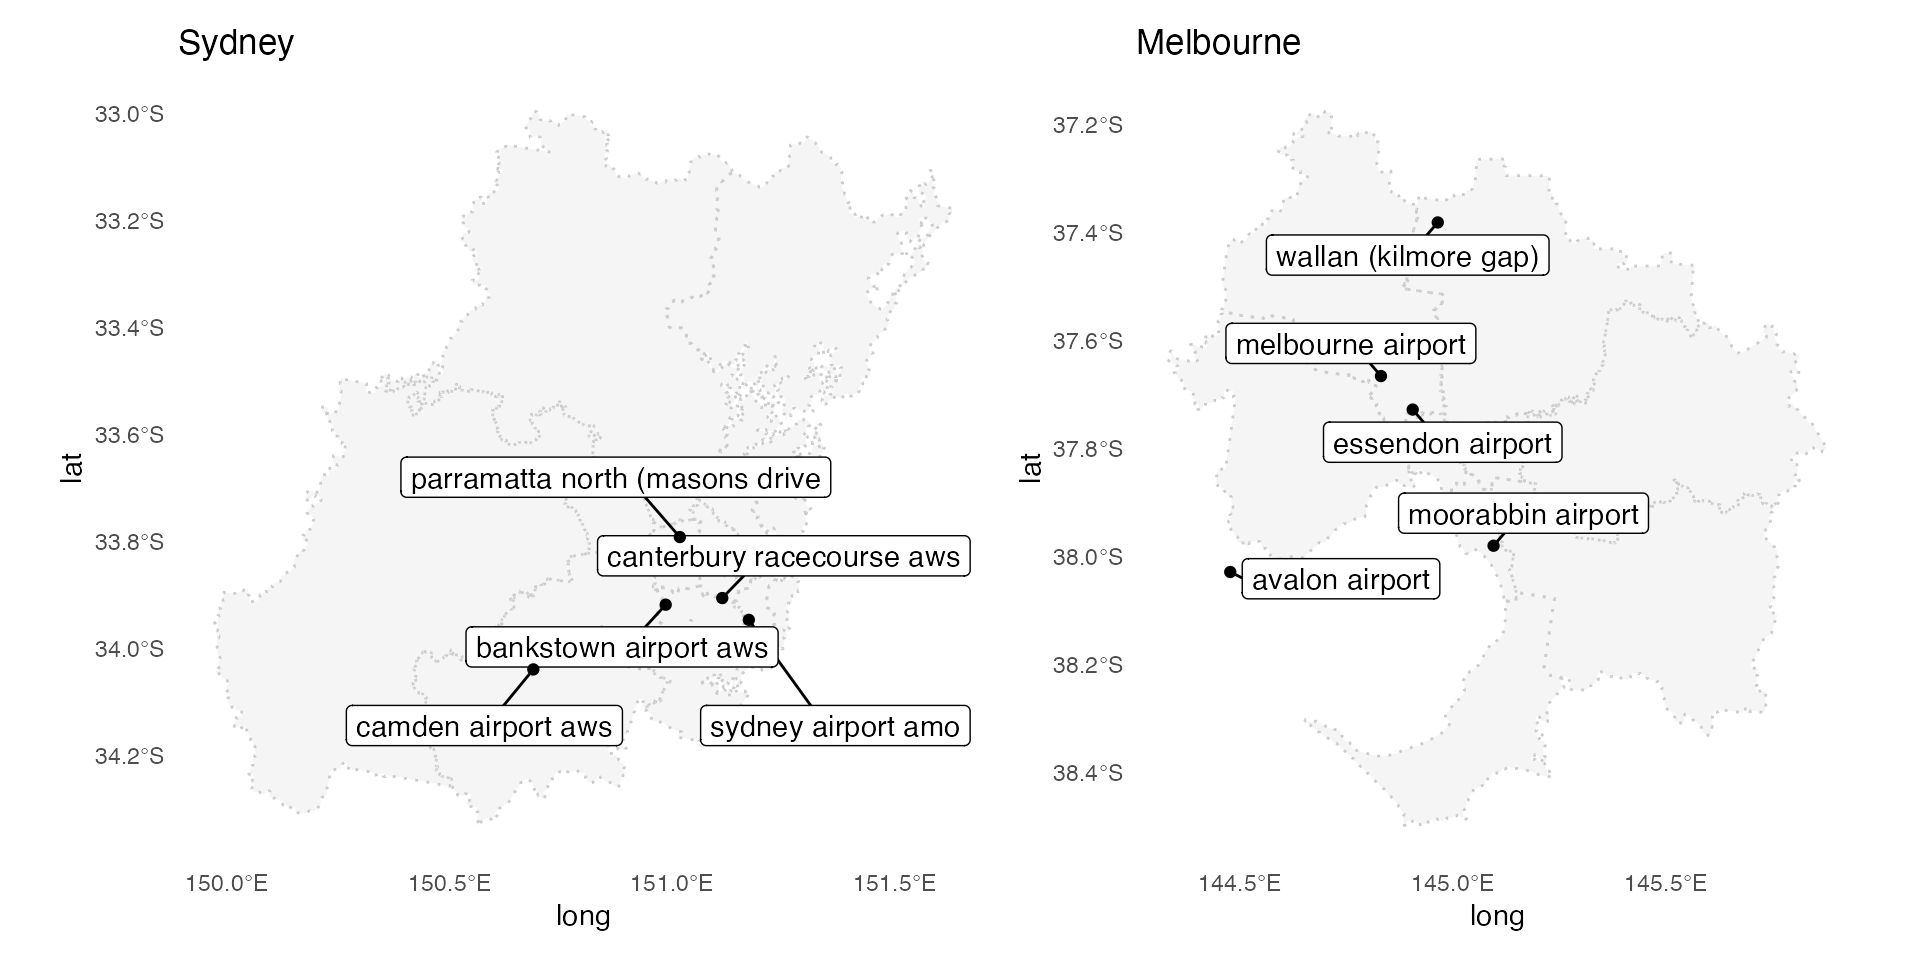 Sydney
33.0°S
33.2°S
33.4°S
33.6°S
33.8°S
34.0°S
34.2°S
lat
parramatta north (masons drive
canterbury racecourse aws
bankstown airport aws
camden airport aws
sydney airport amo
150.0°E
150.5°E
151.0°E
151.5°E
long
Melbourne
37.2°S
37.4°S
37.6°S
37.8°S
38.0°S
38.2°S
38.4°S
lat
wallan (kilmore gap)
melbourne airport
essendon airport
moorabbin airport
avalon airport
144.5°E
145.0°E
145.5°E
long